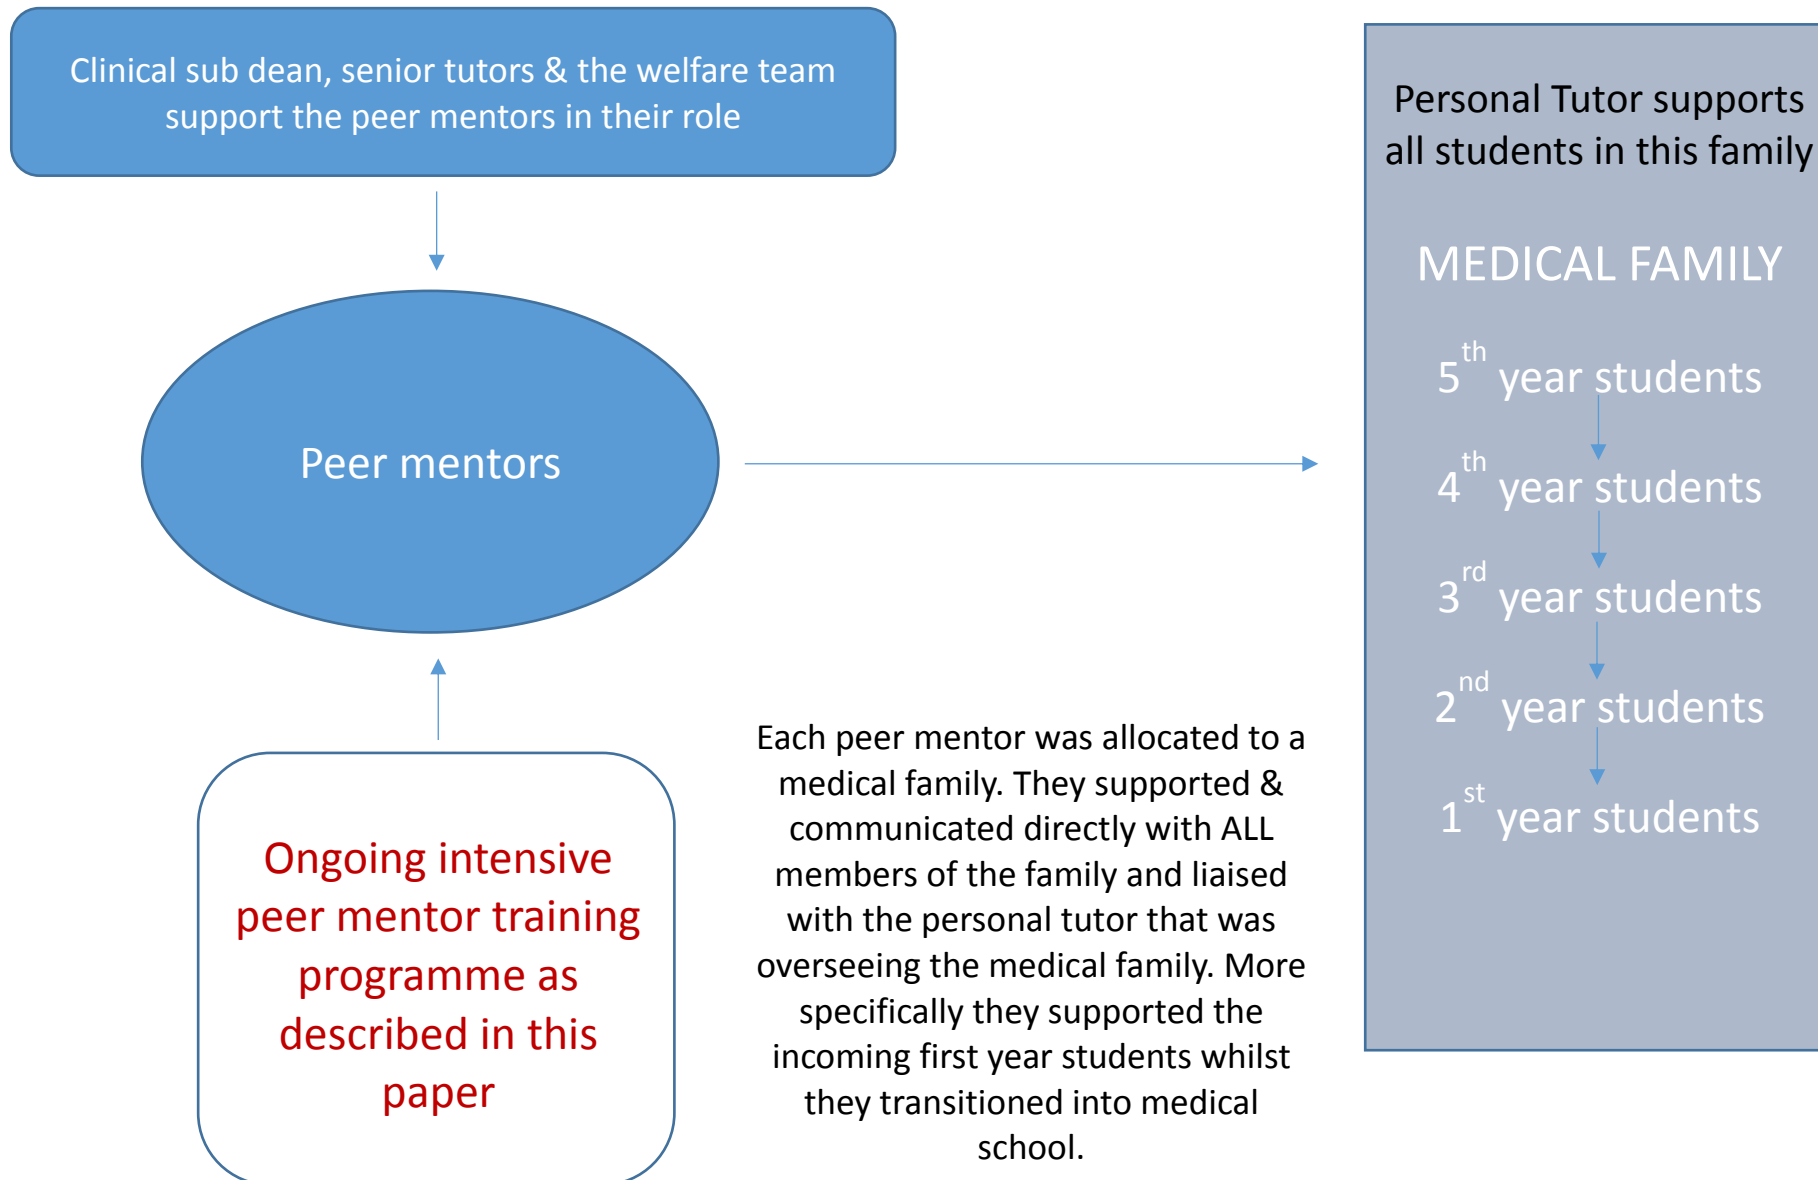 Clinical sub dean, senior tutors & the welfare team
support the peer mentors in their role
Peer mentors
Ongoing intensive
peer mentor training
programme as
described in this
paper
Each peer mentor was allocated to a
medical family. They supported &
communicated directly with ALL
members of the family and liaised
with the personal tutor that was
overseeing the medical family. More
specifically they supported the
incoming first year students whilst
they transitioned into medical
school.
Personal Tutor supports
all students in this family
MEDICAL FAMILY
5th year students
4th year students
3rd year students
2nd year students
1st year students